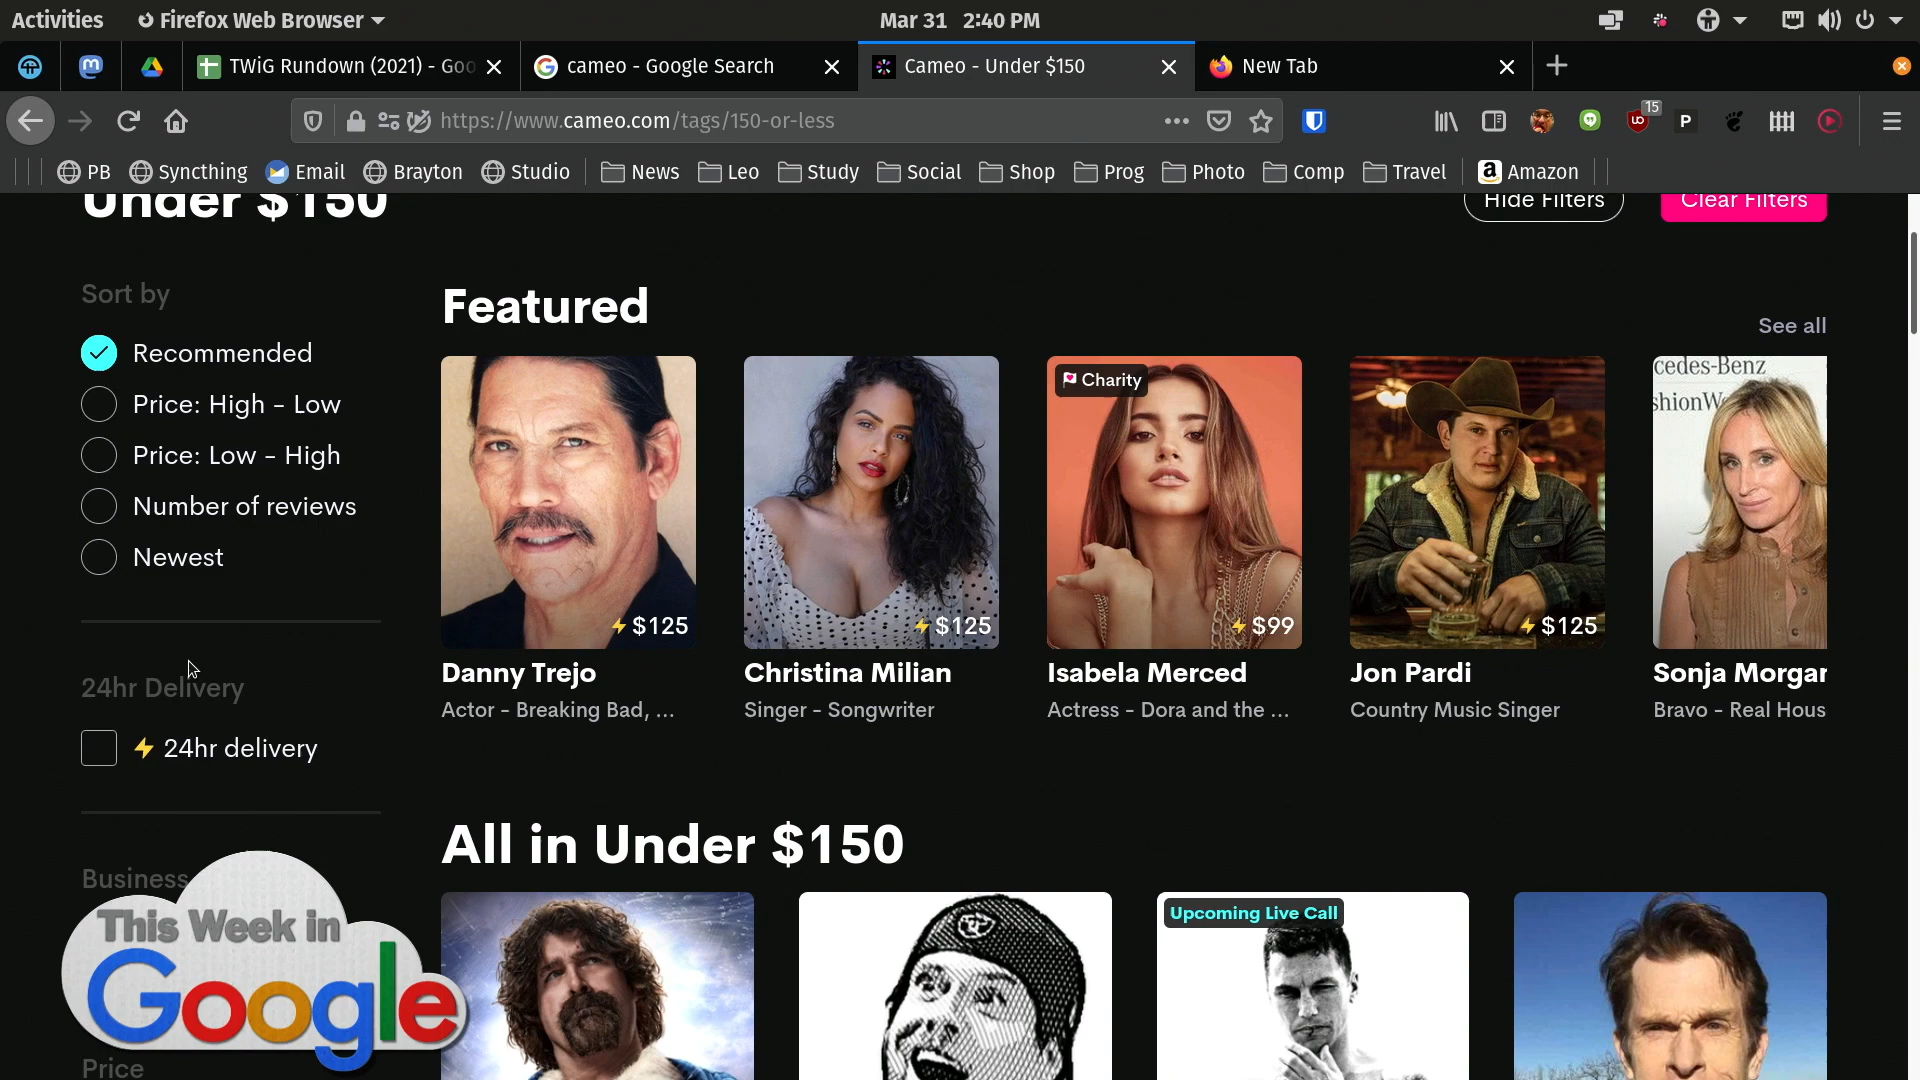 Activities
Firefox Web Browser
Mar 31 2:40 PM
TWiG Rundown (2021) - Goo
cameo - Google Search
Cameo - Under $150
New Tab
https://www.cameo.com/tags/150-or-less
15
PB
Syncthing
Email
Brayton
Studio
News
Leo
Study
Social
Shop
Prog
Photo
Comp
Travel
Amazon
Under $150
Hide Filters
Clear Filters
Sort by
Recommended
Price: High - Low
Price: Low - High
Number of reviews
Newest
24hr Delivery
24hr delivery
Business
Price
Featured
See all
$125
Danny Trejo
Actor - Breaking Bad, ...
$125
Christina Milian
Singer - Songwriter
Charity
$99
Isabela Merced
Actress - Dora and the ...
$125
Jon Pardi
Country Music Singer
cedes-Benz
shionW
Sonja Morgar
Bravo - Real Hous
All in Under $150
Upcoming Live Call
This Week in
Google